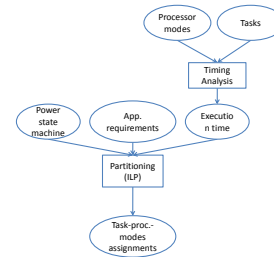 Processor
modes
Tasks
Timing
Analysis
Power
state
machine
App.
requirements
Executio
n time
Partitioning
(ILP)
Task-proc.-
modes
assignments